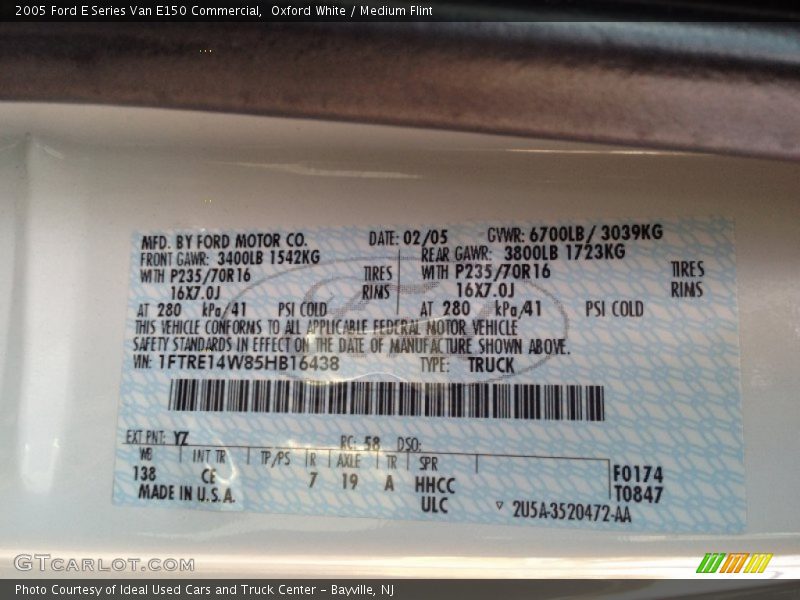 2005 Ford E Series Van E150 Commercial,  Oxford White / Medium Flint
MFD. BY FORD MOTOR CO. DATE: 02/05 GVWR: 6700LB / 3039KG
FRONT GAWR: 3400LB 1542KG REAR GAWR: 3800LB 1723KG
WITH P235/70R16 TIRES WITH P235/70R16 TIRES
16X7.0J RIMS 16X7.0J RIMS
AT 280 kPa/41 PSI COLD AT 280 kPa/41 PSI COLD
THIS VEHICLE CONFORMS TO ALL APPLICABLE FEDERAL MOTOR VEHICLE
SAFETY STANDARDS IN EFFECT ON THE DATE OF MANUFACTURE SHOWN ABOVE.
VIN: 1FTRE14W85HB16438 TYPE: TRUCK
EXT PNT: YZ RC: 58 DSO:
WB INT TR TP/PS R AXLE TR SPR
138 CE 7 19 A HHCC F0174
MADE IN U.S.A. ULC T0847
▽ 2U5A-3520472-AA
GTCARLOT.COM
Photo Courtesy of Ideal Used Cars and Truck Center – Bayville, NJ